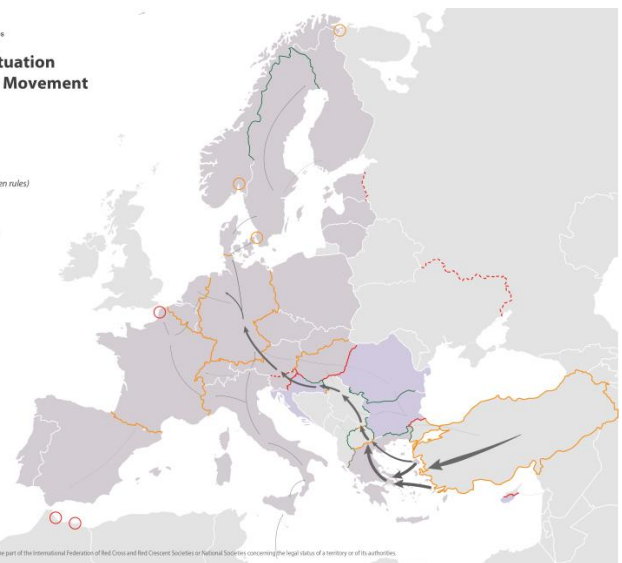 s
tuation
Movement
en rules)
e part of the International Federation of Red Cross and Red Crescent Societies or National Societies concerning the legal status of a territory or of its authorities.